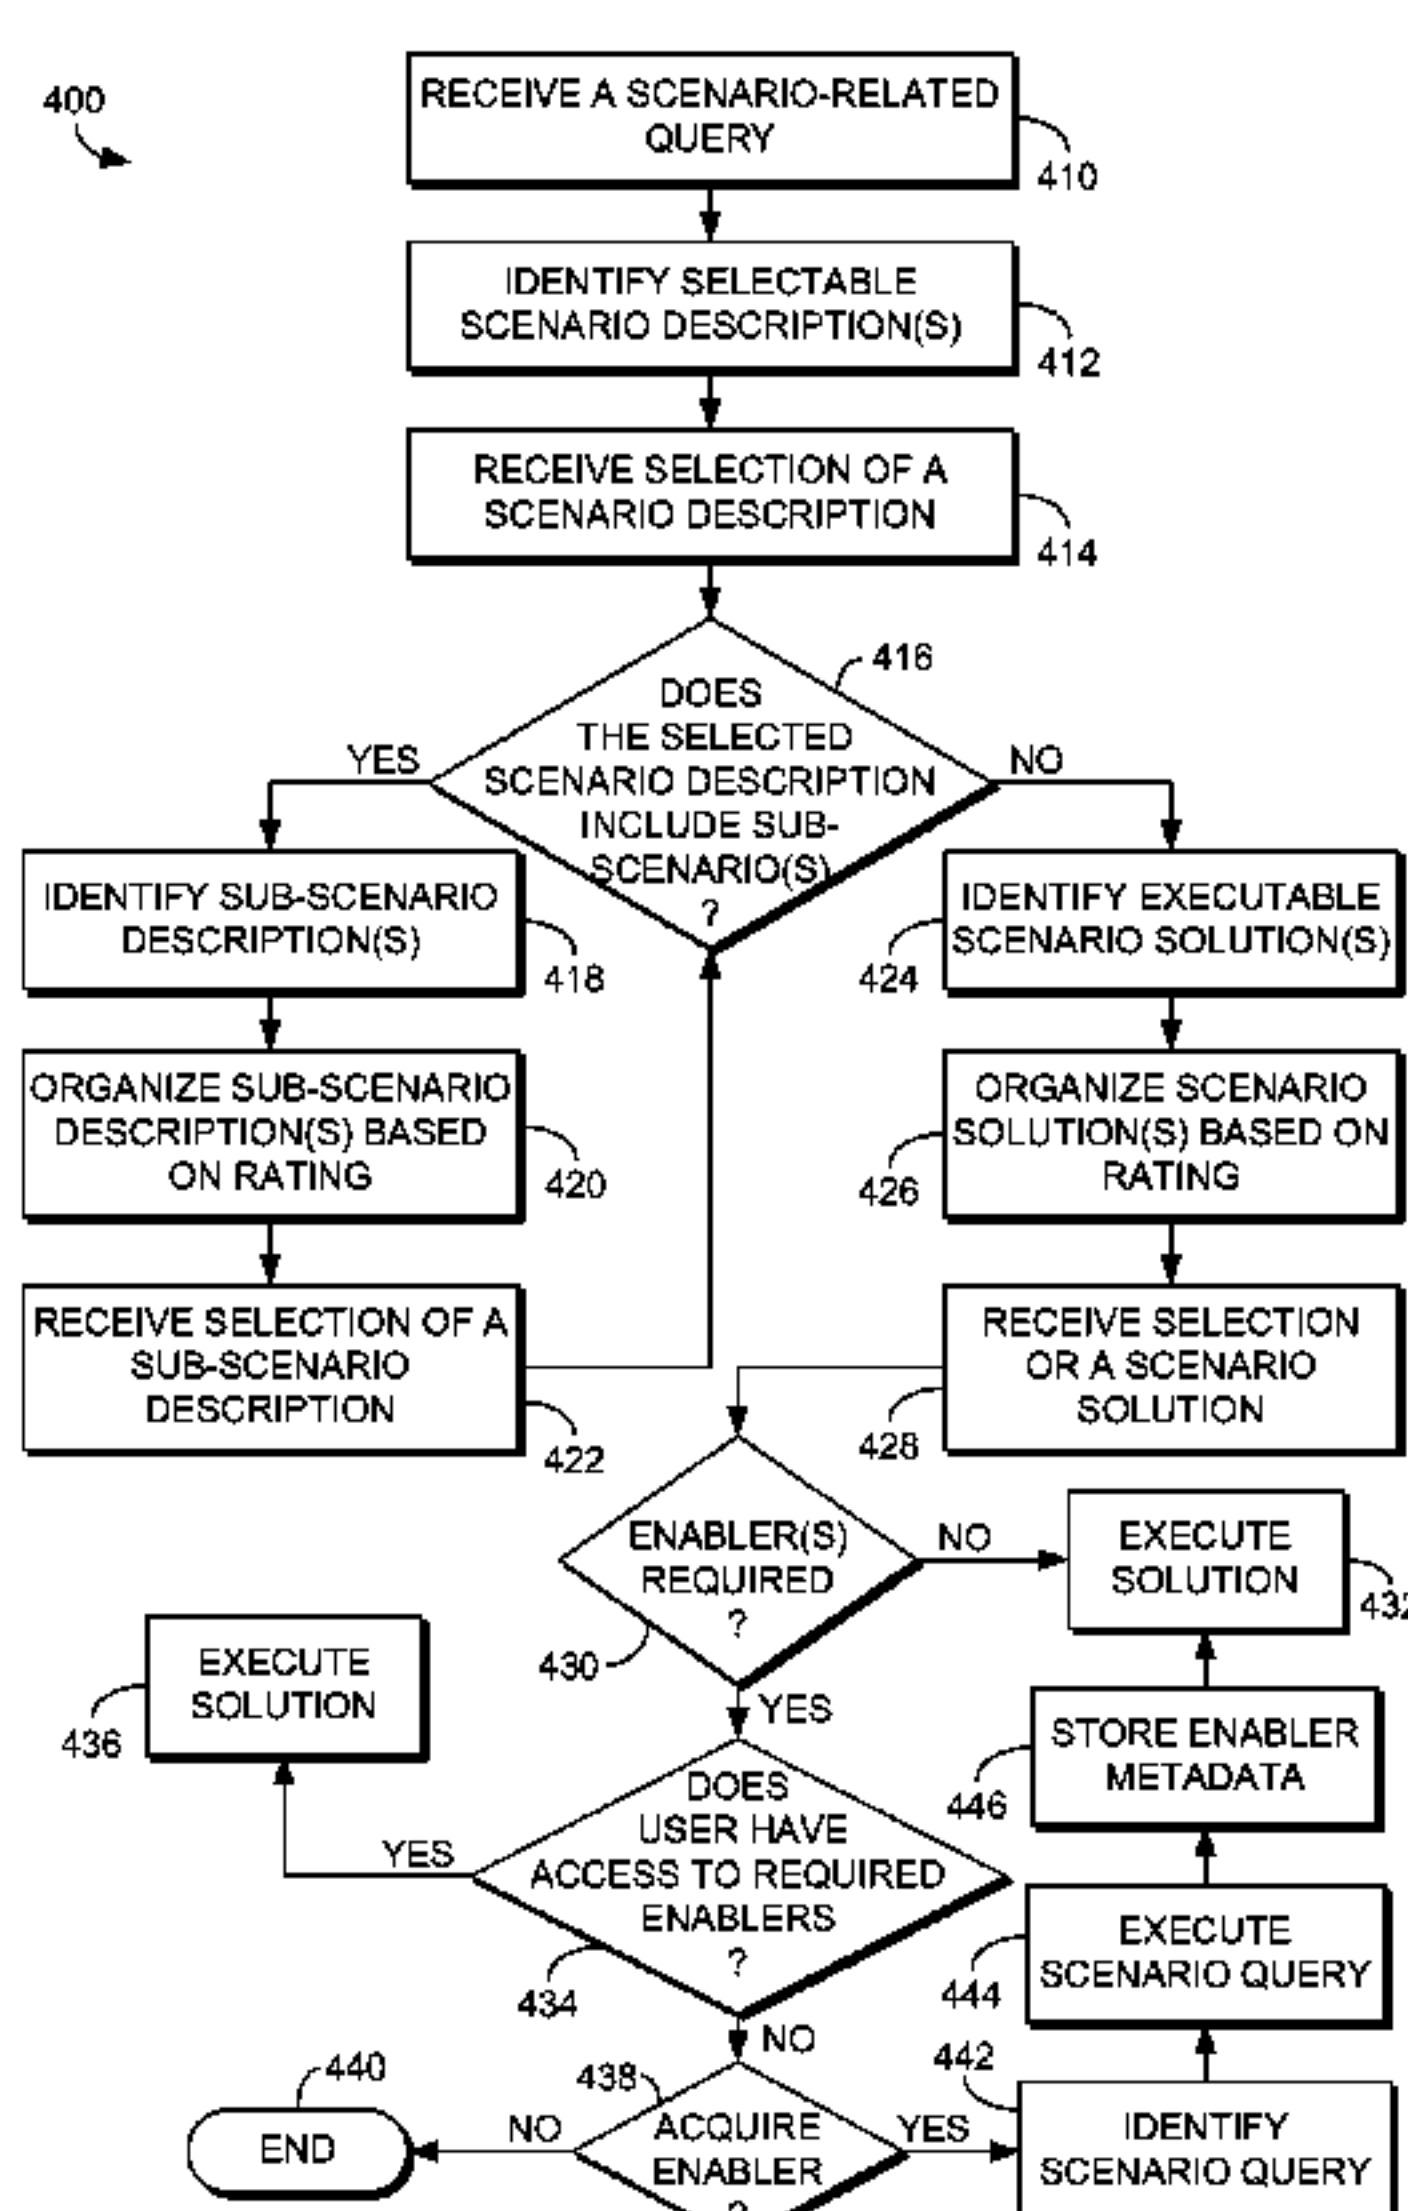 400
RECEIVE A SCENARIO-RELATED
QUERY
410
IDENTIFY SELECTABLE
SCENARIO DESCRIPTION(S)
412
RECEIVE SELECTION OF A
SCENARIO DESCRIPTION
414
416
DOES
THE SELECTED
SCENARIO DESCRIPTION
INCLUDE SUB-
SCENARIO(S)
?
YES
NO
IDENTIFY SUB-SCENARIO
DESCRIPTION(S)
418
IDENTIFY EXECUTABLE
SCENARIO SOLUTION(S)
424
ORGANIZE SUB-SCENARIO
DESCRIPTION(S) BASED
ON RATING
420
ORGANIZE SCENARIO
SOLUTION(S) BASED ON
RATING
426
RECEIVE SELECTION OF A
SUB-SCENARIO
DESCRIPTION
422
RECEIVE SELECTION
OR A SCENARIO
SOLUTION
428
ENABLER(S)
REQUIRED
?
430
NO
EXECUTE
SOLUTION
432
YES
EXECUTE
SOLUTION
436
STORE ENABLER
METADATA
446
DOES
USER HAVE
ACCESS TO REQUIRED
ENABLERS
?
434
YES
NO
EXECUTE
SCENARIO QUERY
444
440
END
438
NO
ACQUIRE
ENABLER
?
YES
442
IDENTIFY
SCENARIO QUERY